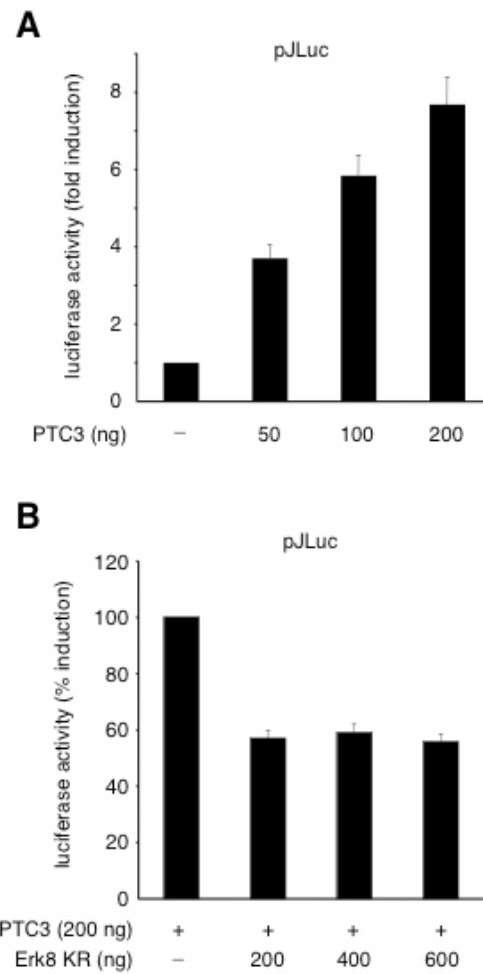 A
pJLuc
luciferase activity (fold induction)
8
6
4
2
0
PTC3 (ng) – 50 100 200
B
pJLuc
luciferase activity (% induction)
120
100
80
60
40
20
0
PTC3 (200 ng) + + + +
Erk8 KR (ng) – 200 400 600